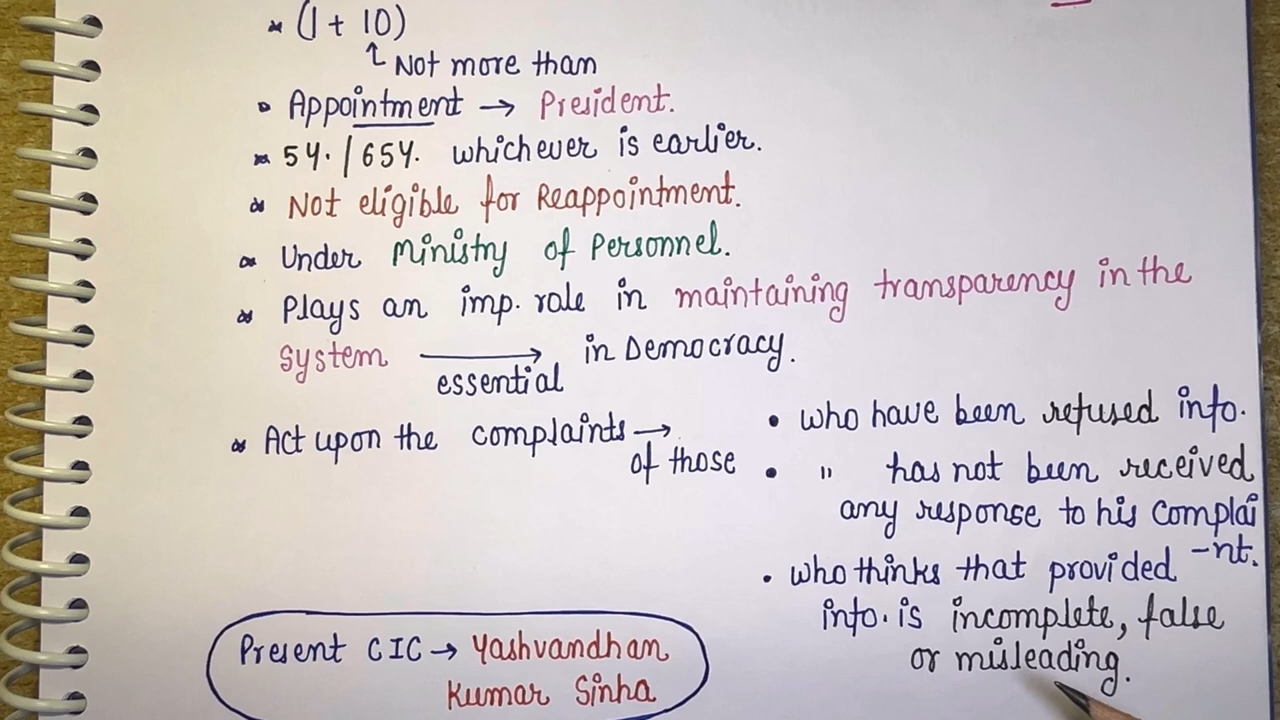 (1 + 10)
↑ Not more than
Appointment → President.
5y. / 65y. whichever is earlier.
Not eligible for Reappointment.
Under Ministry of Personnel.
Plays an imp. role in maintaining transparency in the
system → in Democracy.
essential
Act upon the complaints →
of those
• who have been refused info.
• " has not been received
any response to his complai
-nt.
• who thinks that provided
info. is incomplete, false
or misleading.
Present CIC → Yashvandhan
Kumar Sinha